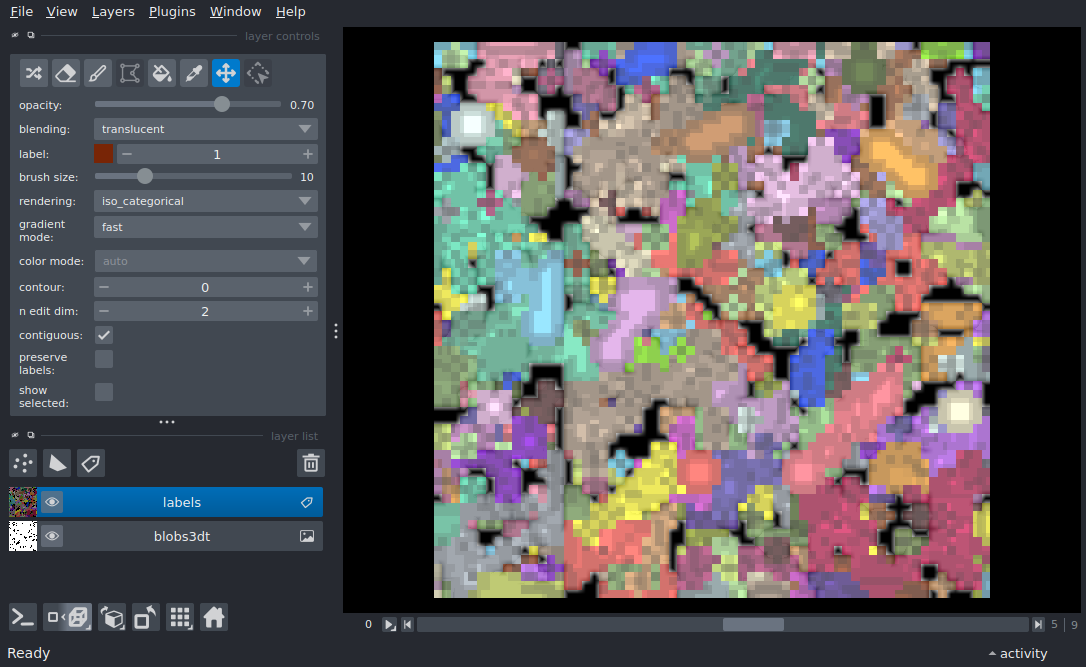 File View Layers Plugins Window Help
layer controls
opacity: 0.70
blending: translucent
label: 1
brush size: 10
rendering: iso_categorical
gradient
mode: fast
color mode: auto
contour: 0
n edit dim: 2
contiguous:
preserve
labels:
show
selected:
layer list
labels
blobs3dt
0 5 | 9
Ready activity